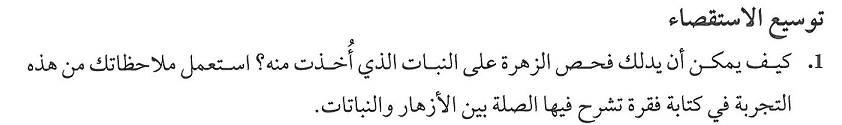 توسيع الاستقصاء
1. كيف يمكن أن يدلك فحص الزهرة على النبات الذي أُخذت منه؟ استعمل ملاحظاتك من هذه
التجربة في كتابة فقرة تشرح فيها الصلة بين الأزهار والنباتات.